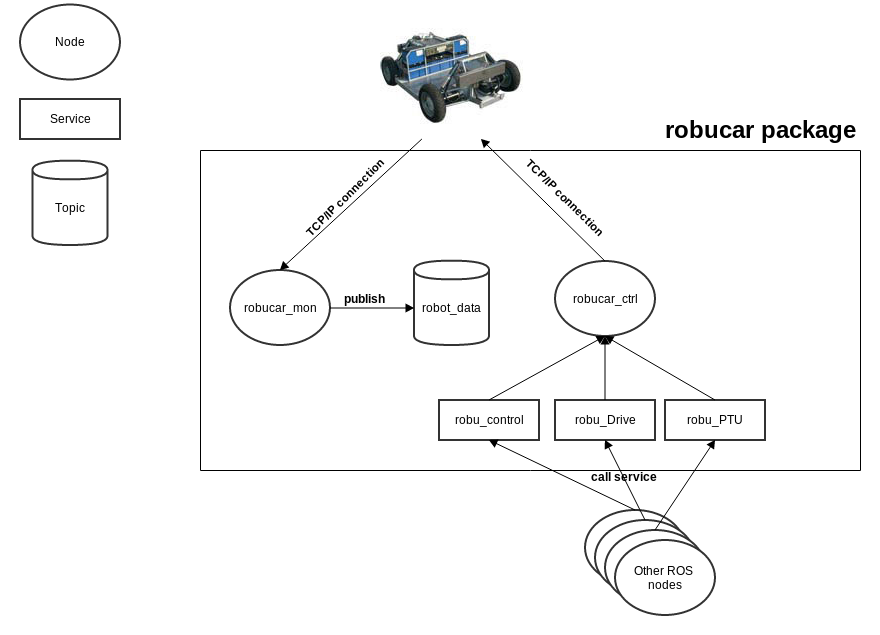 Node
Service
Topic
robucar package
TCP/IP connection
TCP/IP connection
robucar_mon
publish
robot_data
robucar_ctrl
robu_control
robu_Drive
robu_PTU
call service
Other ROS
nodes